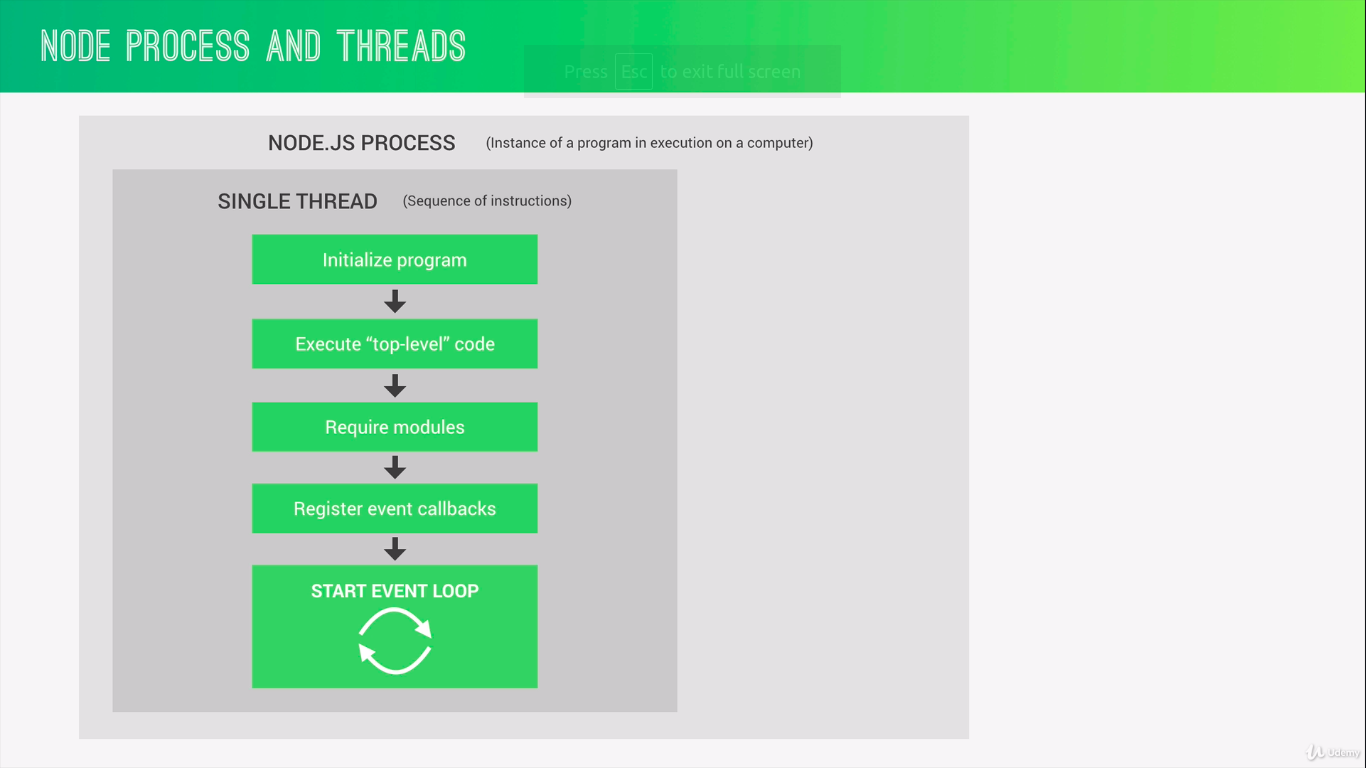 NODE PROCESS AND THREADS
Press Esc to exit full screen
NODE.JS PROCESS (Instance of a program in execution on a computer)
SINGLE THREAD (Sequence of instructions)
Initialize program
Execute “top-level” code
Require modules
Register event callbacks
START EVENT LOOP
Udemy